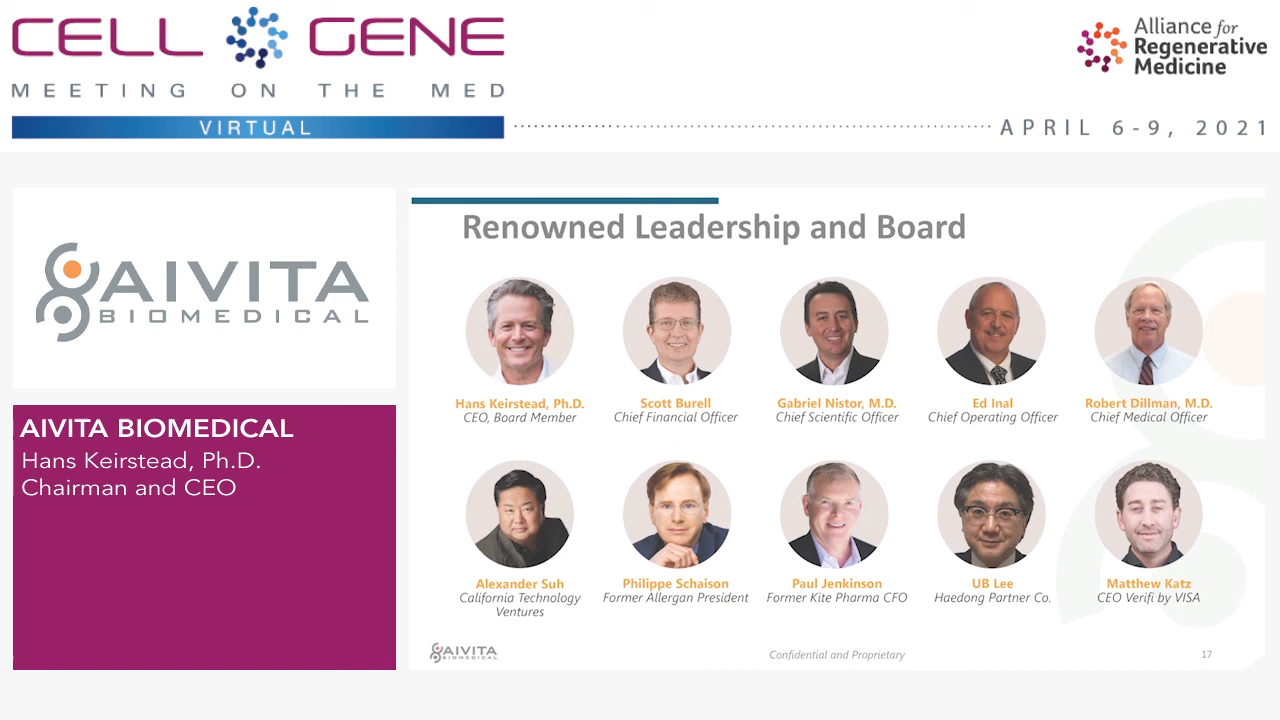 CELL GENE
MEETING ON THE MED
VIRTUAL
Alliance for
Regenerative
Medicine
APRIL 6-9, 2021
AIVITA
BIOMEDICAL
AIVITA BIOMEDICAL
Hans Keirstead, Ph.D.
Chairman and CEO
Renowned Leadership and Board
Hans Keirstead, Ph.D.
CEO, Board Member
Scott Burell
Chief Financial Officer
Gabriel Nistor, M.D.
Chief Scientific Officer
Ed Inal
Chief Operating Officer
Robert Dillman, M.D.
Chief Medical Officer
Alexander Suh
California Technology
Ventures
Philippe Schaison
Former Allergan President
Paul Jenkinson
Former Kite Pharma CFO
UB Lee
Haedong Partner Co.
Matthew Katz
CEO Verifi by VISA
AIVITA
BIOMEDICAL
Confidential and Proprietary
17